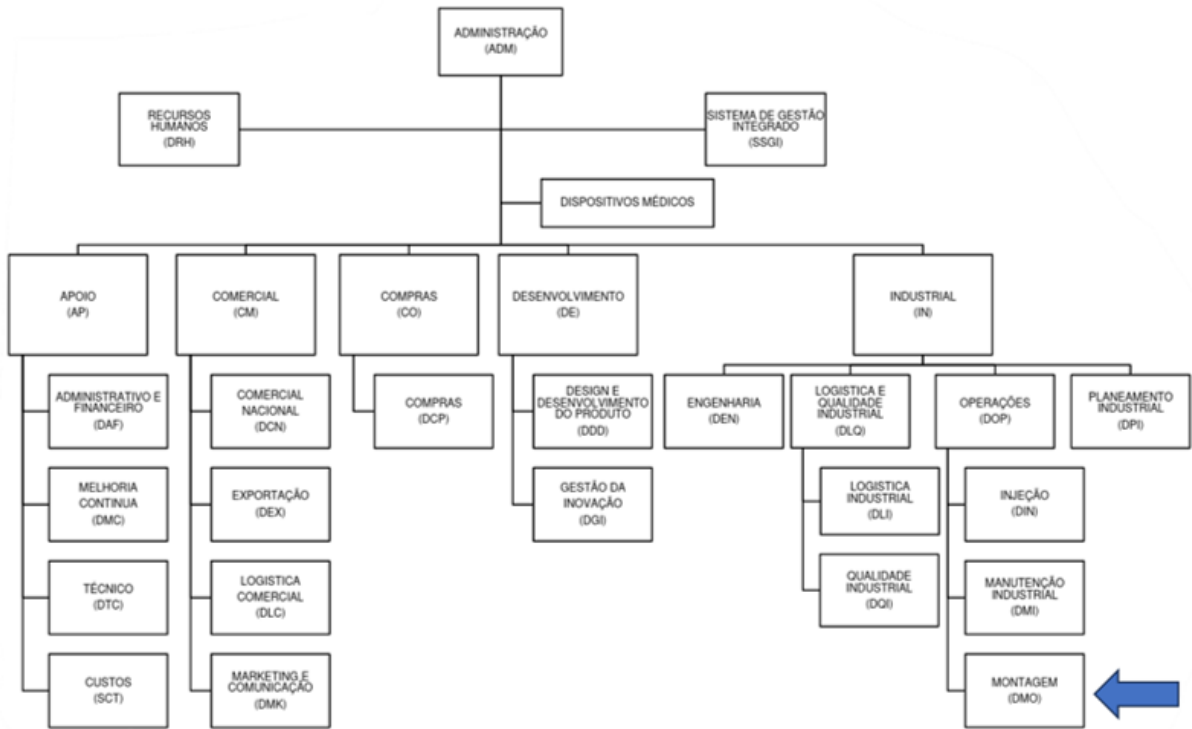 ADMINISTRAÇÃO
(ADM)
RECURSOS
HUMANOS
(DRH)
SISTEMA DE GESTÃO
INTEGRADO
(SSGI)
DISPOSITIVOS MÉDICOS
APOIO
(AP)
COMERCIAL
(CM)
COMPRAS
(CO)
DESENVOLVIMENTO
(DE)
INDUSTRIAL
(IN)
ADMINISTRATIVO E
FINANCEIRO
(DAF)
COMERCIAL
NACIONAL
(DCN)
COMPRAS
(DCP)
DESIGN E
DESENVOLVIMENTO
DO PRODUTO
(DDD)
ENGENHARIA
(DEN)
LOGISTICA E
QUALIDADE
INDUSTRIAL
(DLQ)
OPERAÇÕES
(DOP)
PLANEAMENTO
INDUSTRIAL
(DPI)
MELHORIA
CONTINUA
(DMC)
EXPORTAÇÃO
(DEX)
GESTÃO DA
INOVAÇÃO
(DGI)
LOGISTICA
INDUSTRIAL
(DLI)
INJEÇÃO
(DIN)
TÉCNICO
(DTC)
LOGISTICA
COMERCIAL
(DLC)
QUALIDADE
INDUSTRIAL
(DQI)
MANUTENÇÃO
INDUSTRIAL
(DMI)
CUSTOS
(SCT)
MARKETING E
COMUNICAÇÃO
(DMK)
MONTAGEM
(DMO)